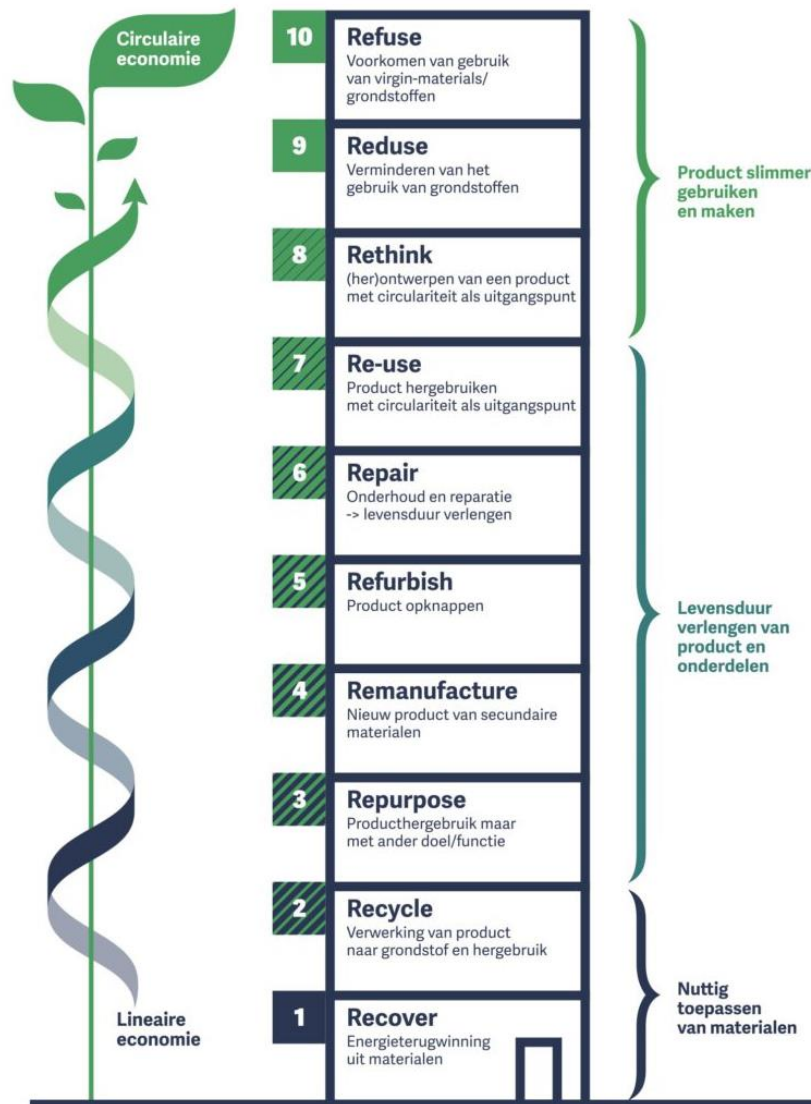 Circulaire
economie
10
Refuse
Voorkomen van gebruik
van virgin-materials/
grondstoffen
9
Reduse
Verminderen van het
gebruik van grondstoffen
8
Rethink
(her)ontwerpen van een product
met circulariteit als uitgangspunt
Product slimmer
gebruiken
en maken
7
Re-use
Product hergebruiken
met circulariteit als uitgangspunt
6
Repair
Onderhoud en reparatie
-> levensduur verlengen
5
Refurbish
Product opknappen
4
Remanufacture
Nieuw product van secundaire
materialen
3
Repurpose
Producthergebruik maar
met ander doel/functie
Levensduur
verlengen van
product en
onderdelen
2
Recycle
Verwerking van product
naar grondstof en hergebruik
1
Recover
Energieterugwinning
uit materialen
Nuttig
toepassen
van materialen
Lineaire
economie